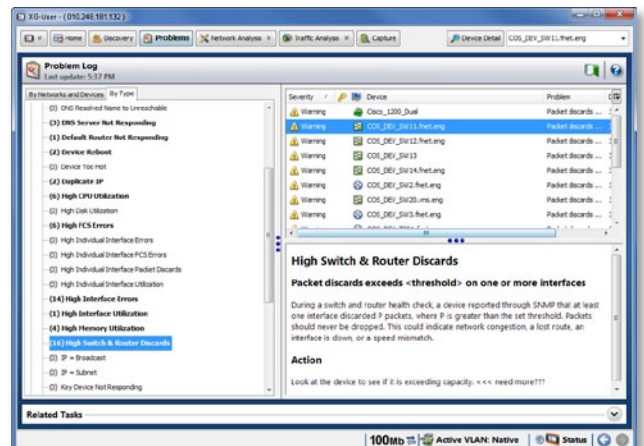 XG-User - ( 010.248.181.132 )
Home
Discovery
Problems
Network Analysis
Traffic Analysis
Capture
Device Detail
COS_DEV_SW11.fnet.eng
Problem Log
Last update: 5:37 PM
By Networks and Devices
By Type
(0) DNS Resolved Name to Unreachable
(3) DNS Server Not Responding
(1) Default Router Not Responding
(2) Device Reboot
(0) Device Too Hot
(2) Duplicate IP
(6) High CPU Utilization
(0) High Disk Utilization
(6) High FCS Errors
(0) High Individual Interface Errors
(0) High Individual Interface FCS Errors
(0) High Individual Interface Packet Discards
(0) High Individual Interface Utilization
(14) High Interface Errors
(1) High Interface Utilization
(4) High Memory Utilization
(16) High Switch & Router Discards
(0) IP = Broadcast
(0) IP = Subnet
(0) Key Device Not Responding
Severity
Device
Problem
Warning Cisco_1200_Dual Packet discards ...
Warning COS_DEV_SW11.fnet.eng Packet discards ...
Warning COS_DEV_SW12.fnet.eng Packet discards ...
Warning COS_DEV_SW13 Packet discards ...
Warning COS_DEV_SW14.fnet.eng Packet discards ...
Warning COS_DEV_SW2.fnet.eng Packet discards ...
Warning COS_DEV_SW20.vms.eng Packet discards ...
Warning COS_DEV_SW3.fnet.eng Packet discards ...
High Switch & Router Discards
Packet discards exceeds <threshold> on one or more interfaces
During a switch and router health check, a device reported through SNMP that at least
one interface discarded P packets, where P is greater than the set threshold. Packets
should never be dropped. This could indicate network congestion, a lost route, an
interface is down, or a speed mismatch.
Action
Look at the device to see if it is exceeding capacity. <<< need more???
Related Tasks
100Mb
Active VLAN: Native
Status